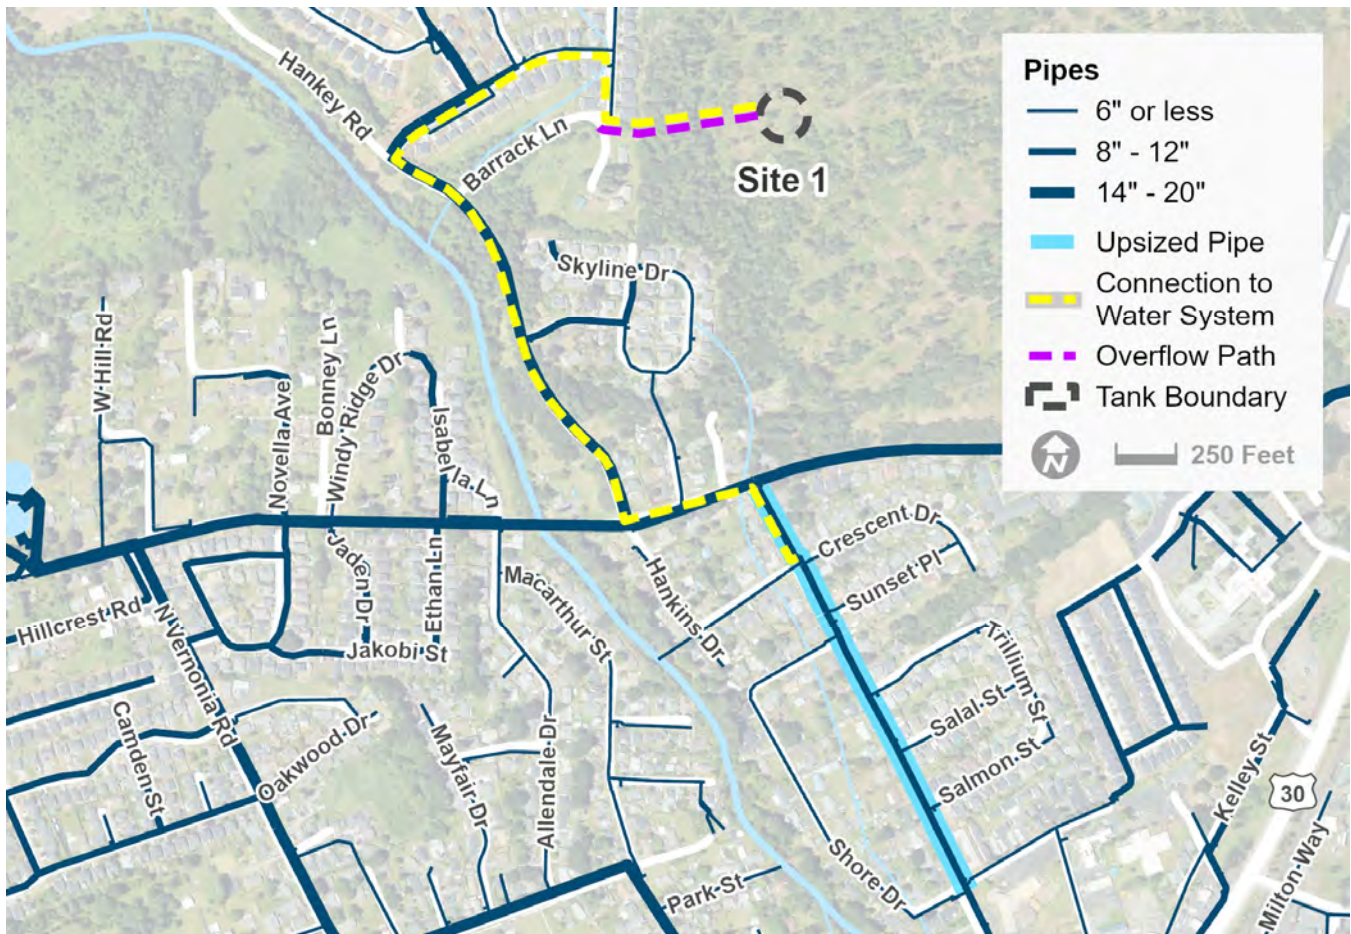 Hankey Rd
Barrack Ln
Site 1
Pipes
6" or less
8" - 12"
14" - 20"
Upsized Pipe
Connection to
Water System
Overflow Path
Tank Boundary
N
250 Feet
Skyline Dr
W Hill Rd
Novella Ave
Bonney Ln
Windy Ridge Dr
Isabella Ln
Crescent Dr
Sunset Pl
Jaden Dr
Ethan Ln
Macarthur St
Hankins Dr
Hillcrest Rd
N Vernonia Rd
Jakobi St
Trillium St
Salal St
Salmon St
Camden St
Oakwood Dr
Mayfair Dr
Allendale Dr
Kelley St
30
Shore Dr
Park St
Milton Way